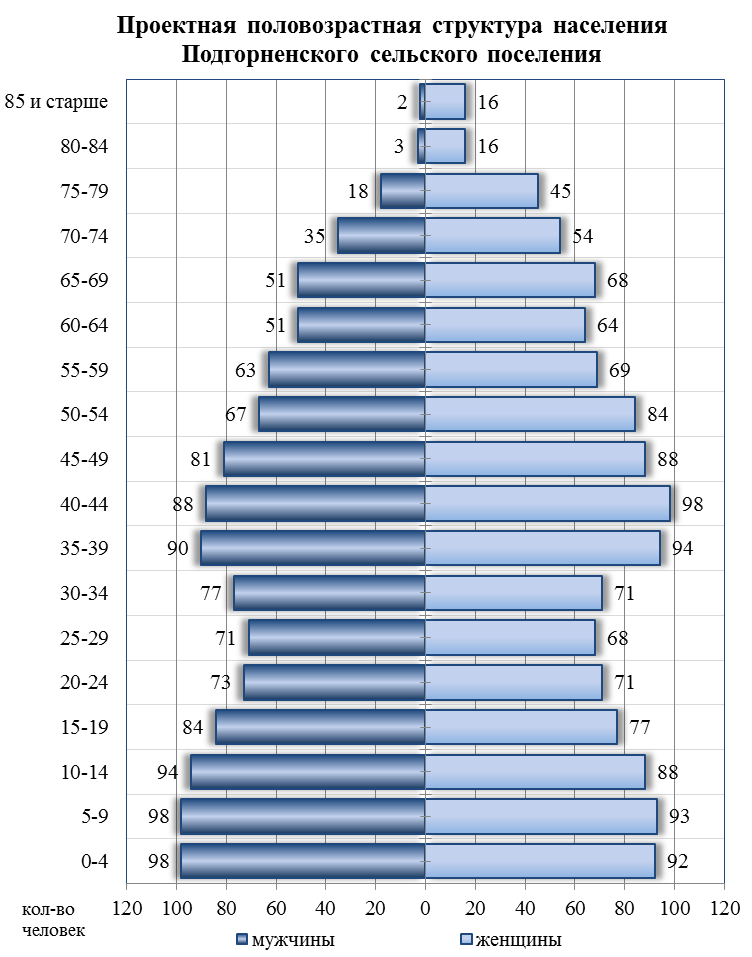 Проектная половозрастная структура населения
Подгорненского сельского поселения
85 и старше 2 16
80-84 3 16
75-79 18 45
70-74 35 54
65-69 51 68
60-64 51 64
55-59 63 69
50-54 67 84
45-49 81 88
40-44 88 98
35-39 90 94
30-34 77 71
25-29 71 68
20-24 73 71
15-19 84 77
10-14 94 88
5-9 98 93
0-4 98 92
120 100 80 60 40 20 0 20 40 60 80 100 120
кол-во
человек
мужчины женщины